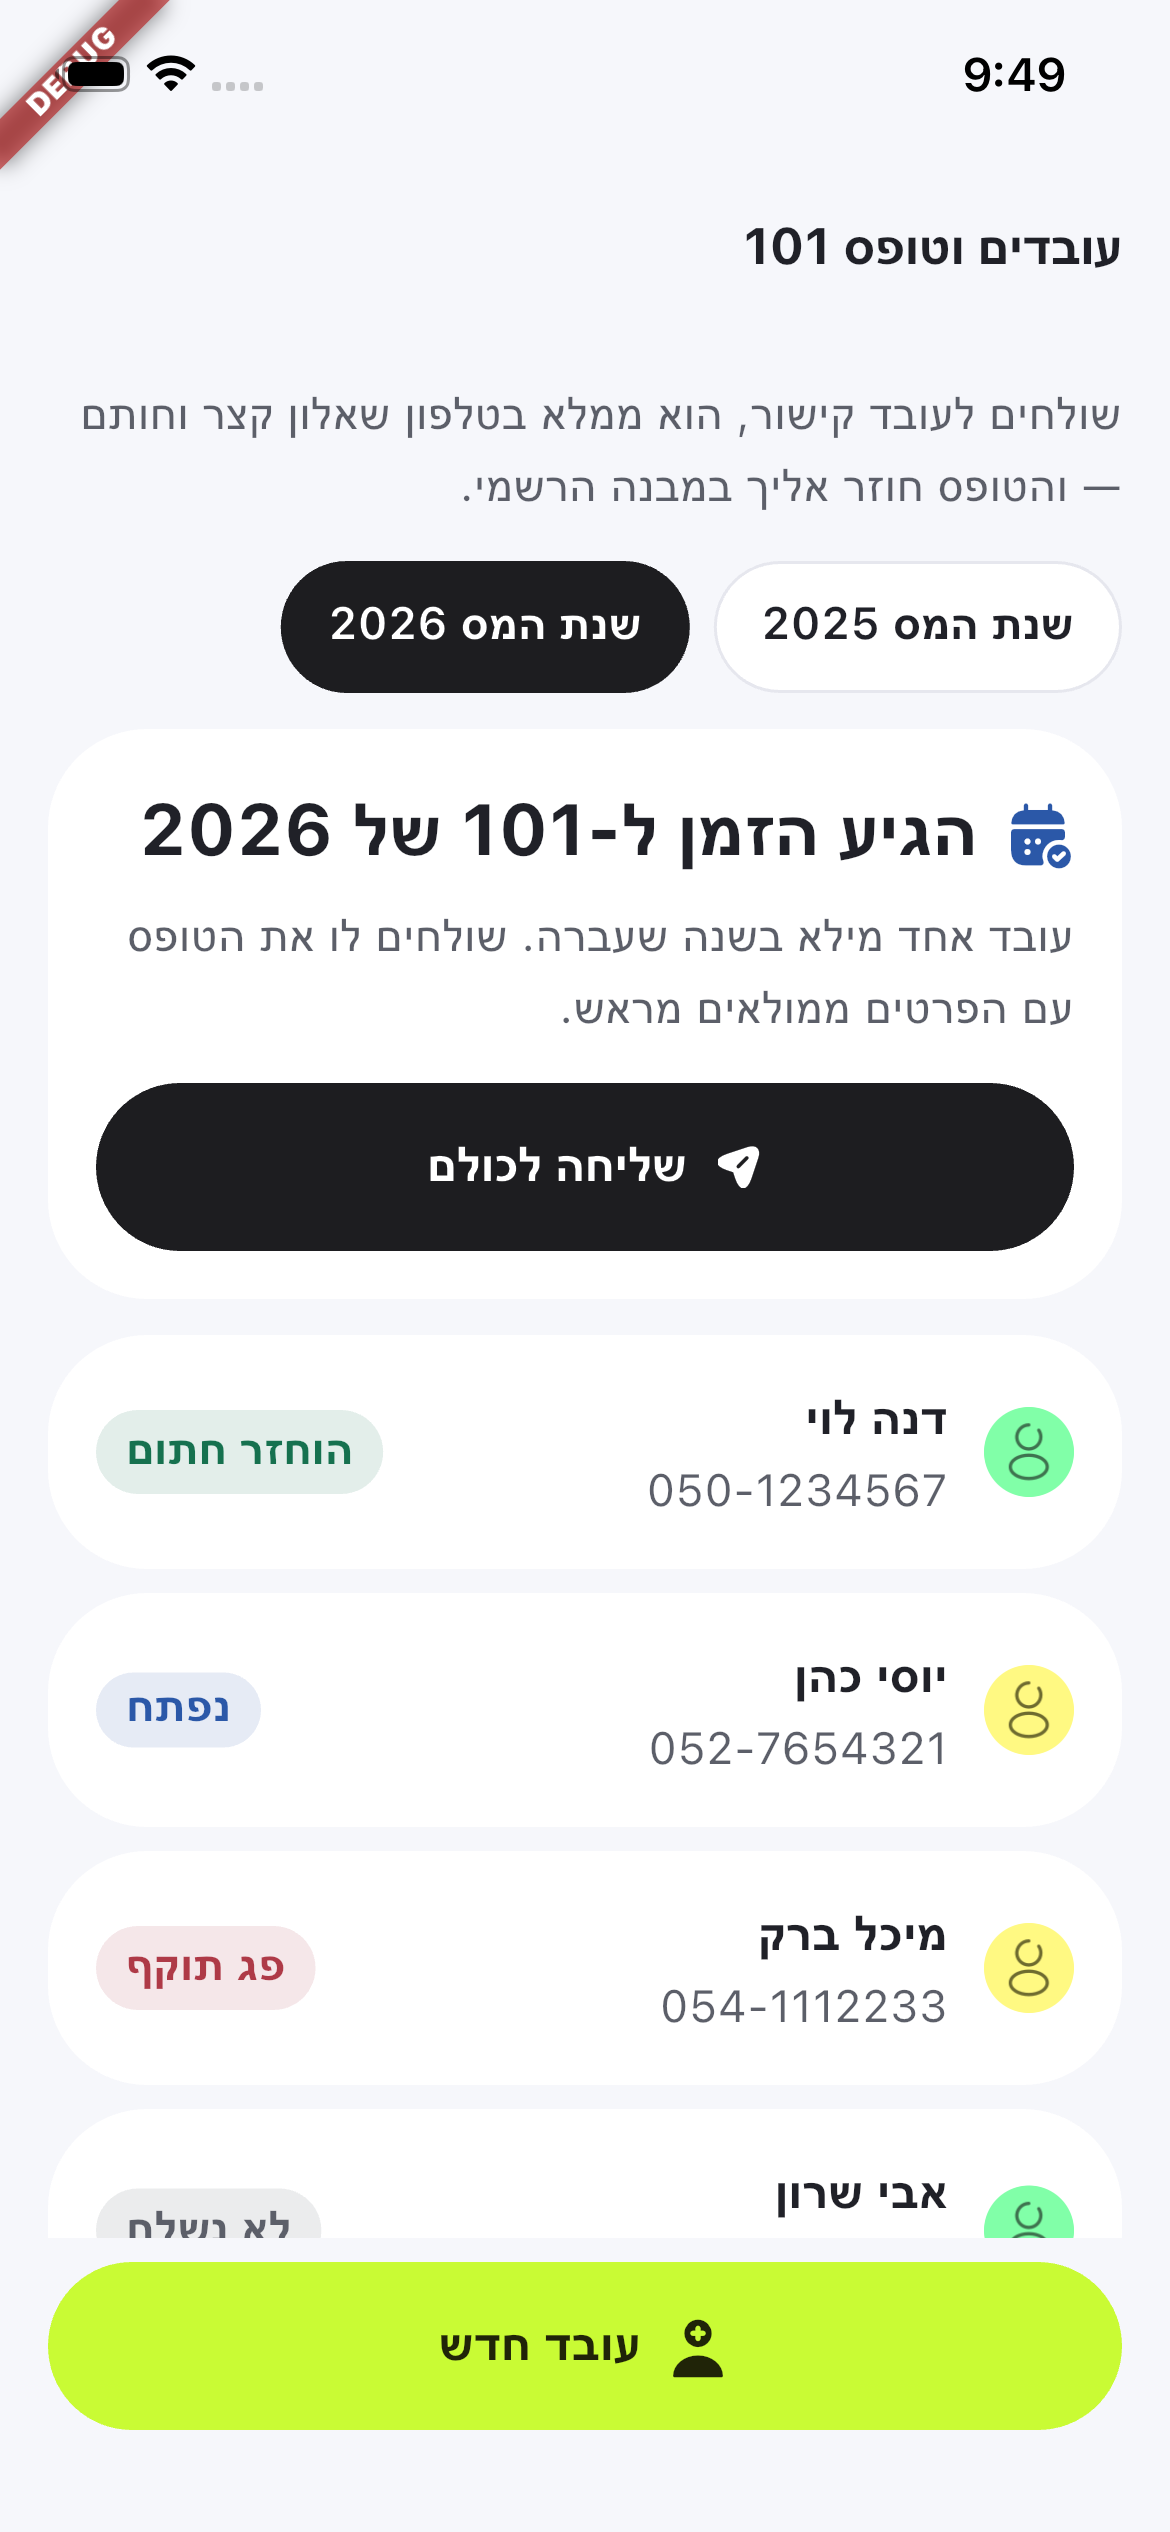 DEBUG
9:49
עובדים וטופס 101
שולחים לעובד קישור, הוא ממלא בטלפון שאלון קצר וחותם
— והטופס חוזר אליך במבנה הרשמי.
שנת המס 2025
שנת המס 2026
הגיע הזמן ל-101 של 2026
עובד אחד מילא בשנה שעברה. שולחים לו את הטופס
עם הפרטים ממולאים מראש.
שליחה לכולם
דנה לוי
הוחזר חתום
050-1234567
יוסי כהן
נפתח
052-7654321
מיכל ברק
פג תוקף
054-1112233
אבי שרון
לא נשלח
עובד חדש